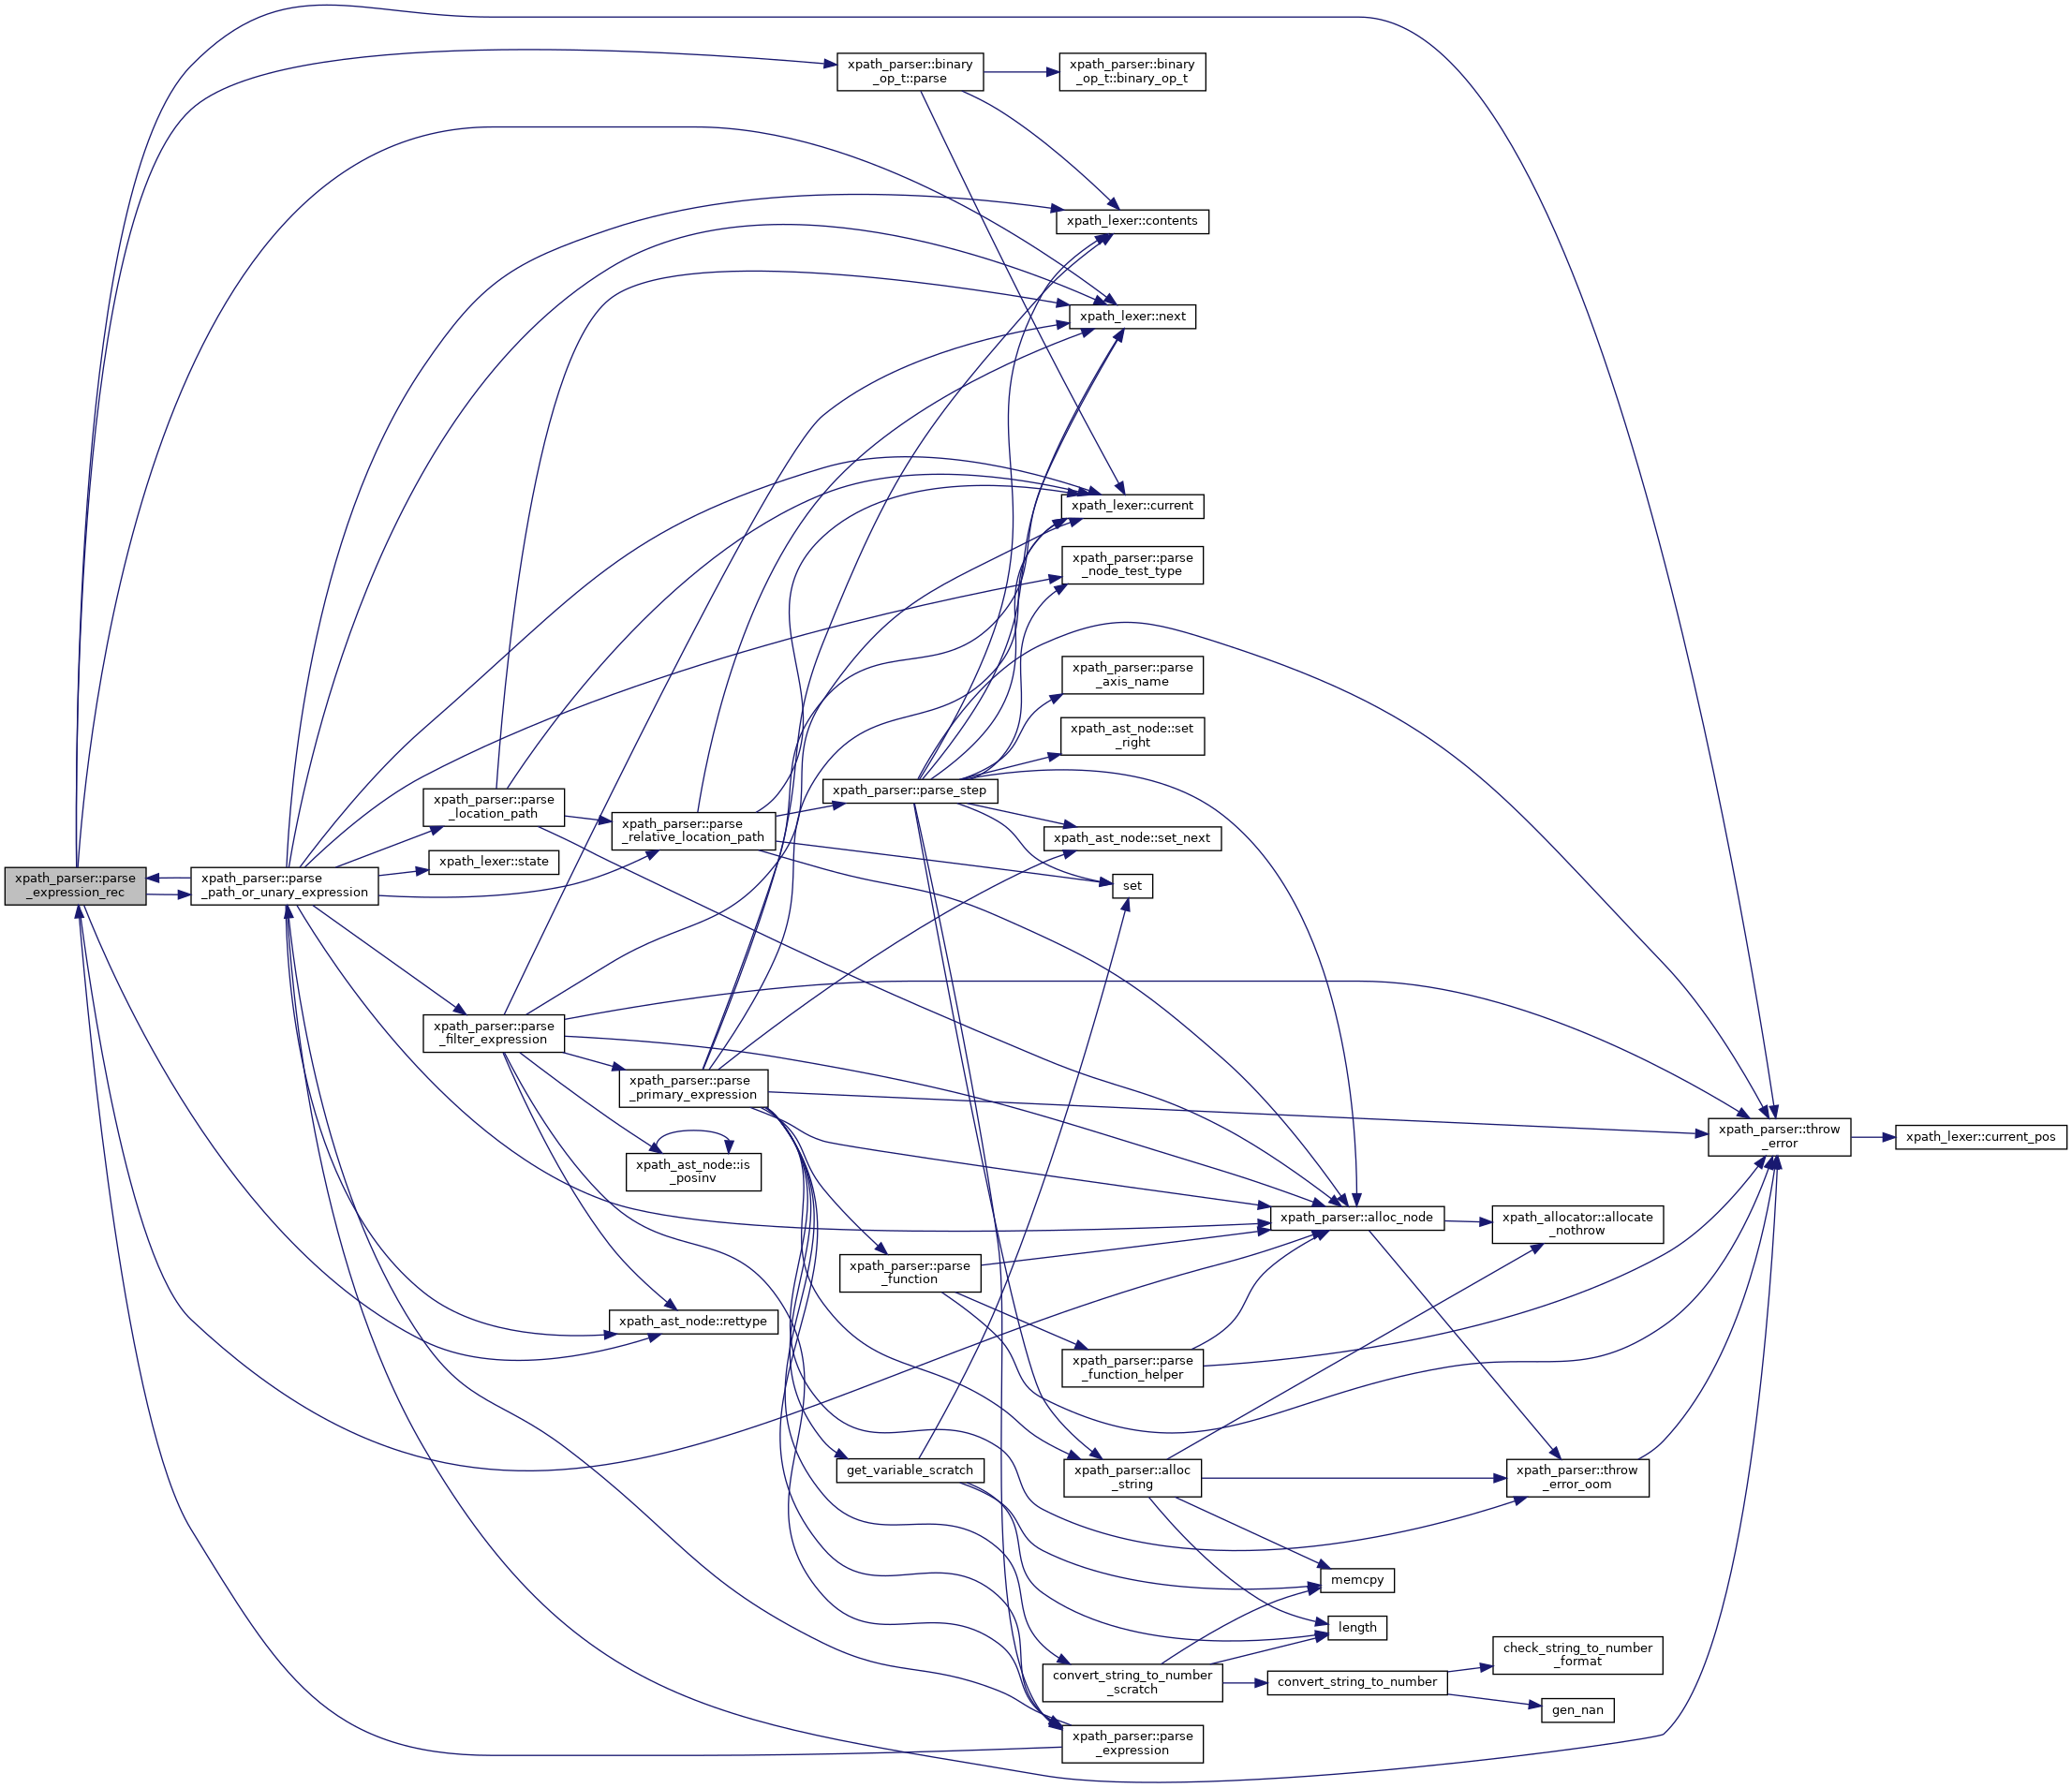 xpath_parser::parse
_expression_rec
xpath_parser::parse
_path_or_unary_expression
xpath_parser::parse
_location_path
xpath_lexer::state
xpath_parser::parse
_filter_expression
xpath_parser::parse
_relative_location_path
xpath_parser::parse
_primary_expression
xpath_ast_node::is
_posinv
xpath_ast_node::rettype
xpath_parser::binary
_op_t::parse
xpath_parser::parse_step
xpath_parser::parse
_function
get_variable_scratch
xpath_parser::binary
_op_t::binary_op_t
xpath_lexer::contents
xpath_lexer::next
xpath_lexer::current
xpath_parser::parse
_node_test_type
xpath_parser::parse
_axis_name
xpath_ast_node::set
_right
xpath_ast_node::set_next
set
xpath_parser::parse
_function_helper
xpath_parser::alloc
_string
convert_string_to_number
_scratch
xpath_parser::parse
_expression
xpath_parser::alloc_node
memcpy
length
convert_string_to_number
xpath_allocator::allocate
_nothrow
xpath_parser::throw
_error_oom
check_string_to_number
_format
gen_nan
xpath_parser::throw
_error
xpath_lexer::current_pos